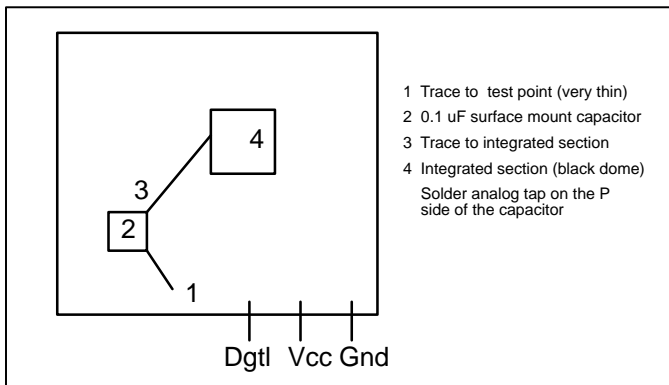 1 Trace to test point (very thin)
2 0.1 uF surface mount capacitor
3 Trace to integrated section
4 Integrated section (black dome)
Solder analog tap on the P
side of the capacitor
4
3
2
1
Dgtl Vcc Gnd